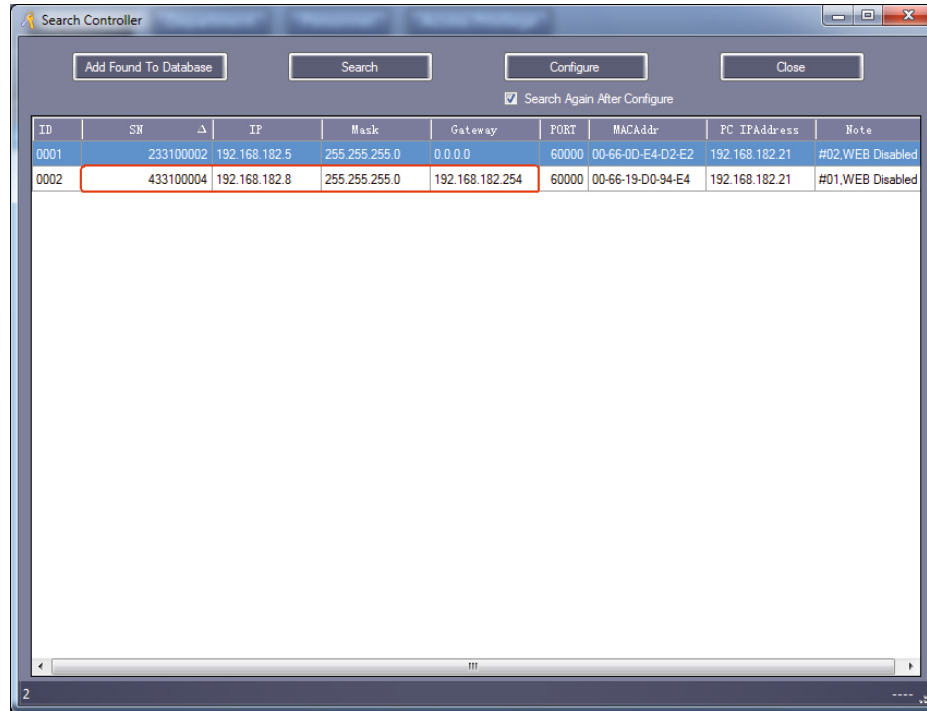 Search Controller
Add Found To Database Search Configure Close
Search Again After Configure
ID SN IP Mask Gateway PORT MACAddr PC IPAddress Note
0001 233100002 192.168.182.5 255.255.255.0 0.0.0.0 60000 00-66-0D-E4-D2-E2 192.168.182.21 #02,WEB Disabled
0002 433100004 192.168.182.8 255.255.255.0 192.168.182.254 60000 00-66-19-D0-94-E4 192.168.182.21 #01,WEB Disabled
2 ----